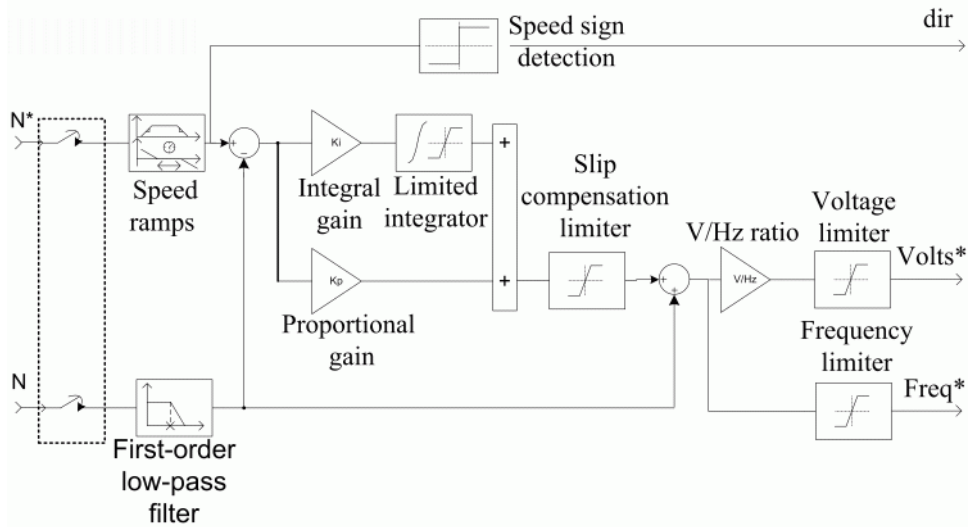 Speed sign
detection
dir
N*
Speed
ramps
+
−
Ki
Integral
gain
Limited
integrator
+
Kp
Proportional
gain
+
Slip
compensation
limiter
+
+
V/Hz ratio
V/Hz
Voltage
limiter
Volts*
Frequency
limiter
Freq*
N
First-order
low-pass
filter